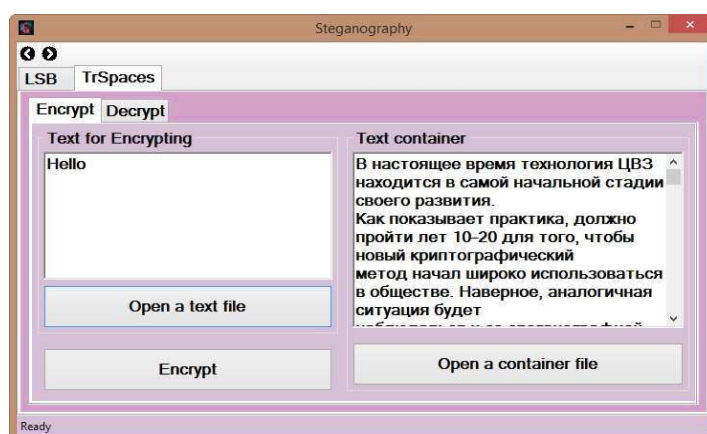 Steganography
LSB TrSpaces
Encrypt Decrypt
Text for Encrypting
Hello
Open a text file
Encrypt
Text container
В настоящее время технология ЦВЗ
находится в самой начальной стадии
своего развития.
Как показывает практика, должно
пройти лет 10–20 для того, чтобы
новый криптографический
метод начал широко использоваться
в обществе. Наверное, аналогичная
ситуация будет
Open a container file
Ready